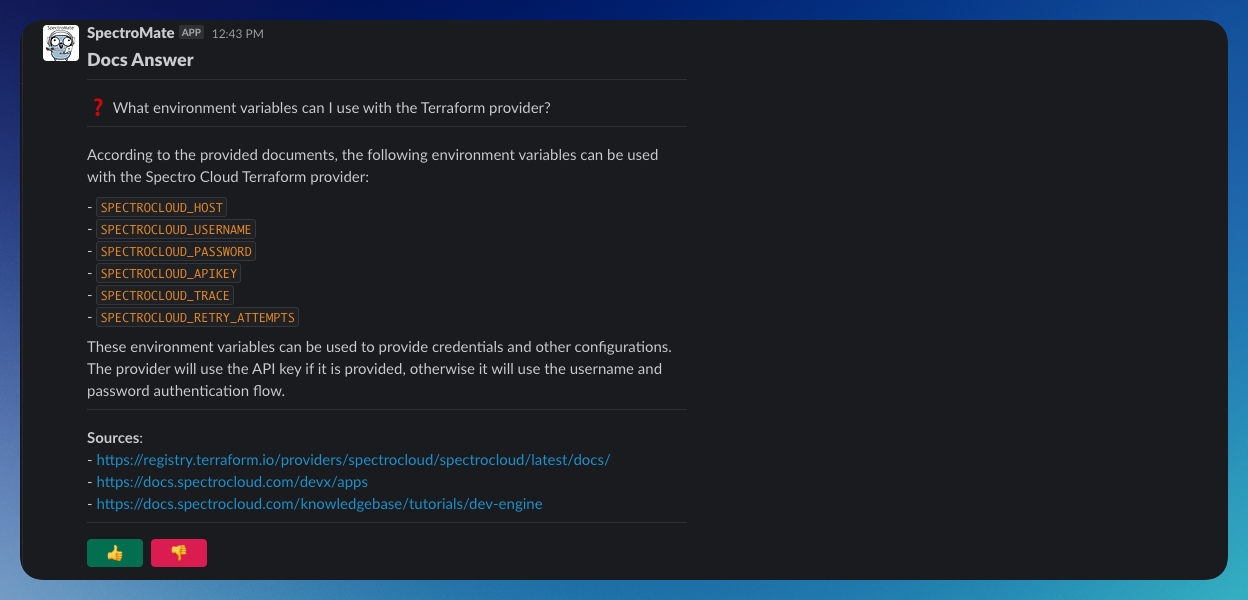 SpectroMate
SpectroMate APP 12:43 PM
Docs Answer
❓ What environment variables can I use with the Terraform provider?
According to the provided documents, the following environment variables can be used
with the Spectro Cloud Terraform provider:
- SPECTROCLOUD_HOST
- SPECTROCLOUD_USERNAME
- SPECTROCLOUD_PASSWORD
- SPECTROCLOUD_APIKEY
- SPECTROCLOUD_TRACE
- SPECTROCLOUD_RETRY_ATTEMPTS
These environment variables can be used to provide credentials and other configurations.
The provider will use the API key if it is provided, otherwise it will use the username and
password authentication flow.
Sources:
- https://registry.terraform.io/providers/spectrocloud/spectrocloud/latest/docs/
- https://docs.spectrocloud.com/devx/apps
- https://docs.spectrocloud.com/knowledgebase/tutorials/dev-engine